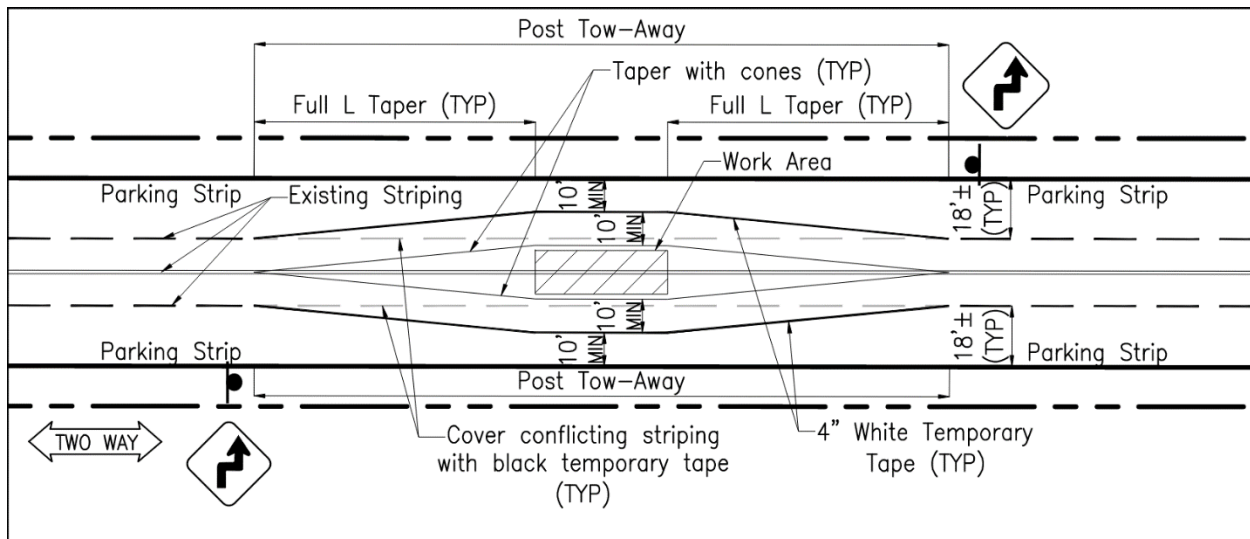 Post Tow-Away
Taper with cones (TYP)
Full L Taper (TYP)
Full L Taper (TYP)
Work Area
Parking Strip
Existing Striping
10'
MIN
18'±
(TYP)
Parking Strip
10'
MIN
10'
MIN
10'
MIN
18'±
(TYP)
Parking Strip
Parking Strip
Post Tow-Away
TWO WAY
Cover conflicting striping
with black temporary tape
(TYP)
4" White Temporary
Tape (TYP)